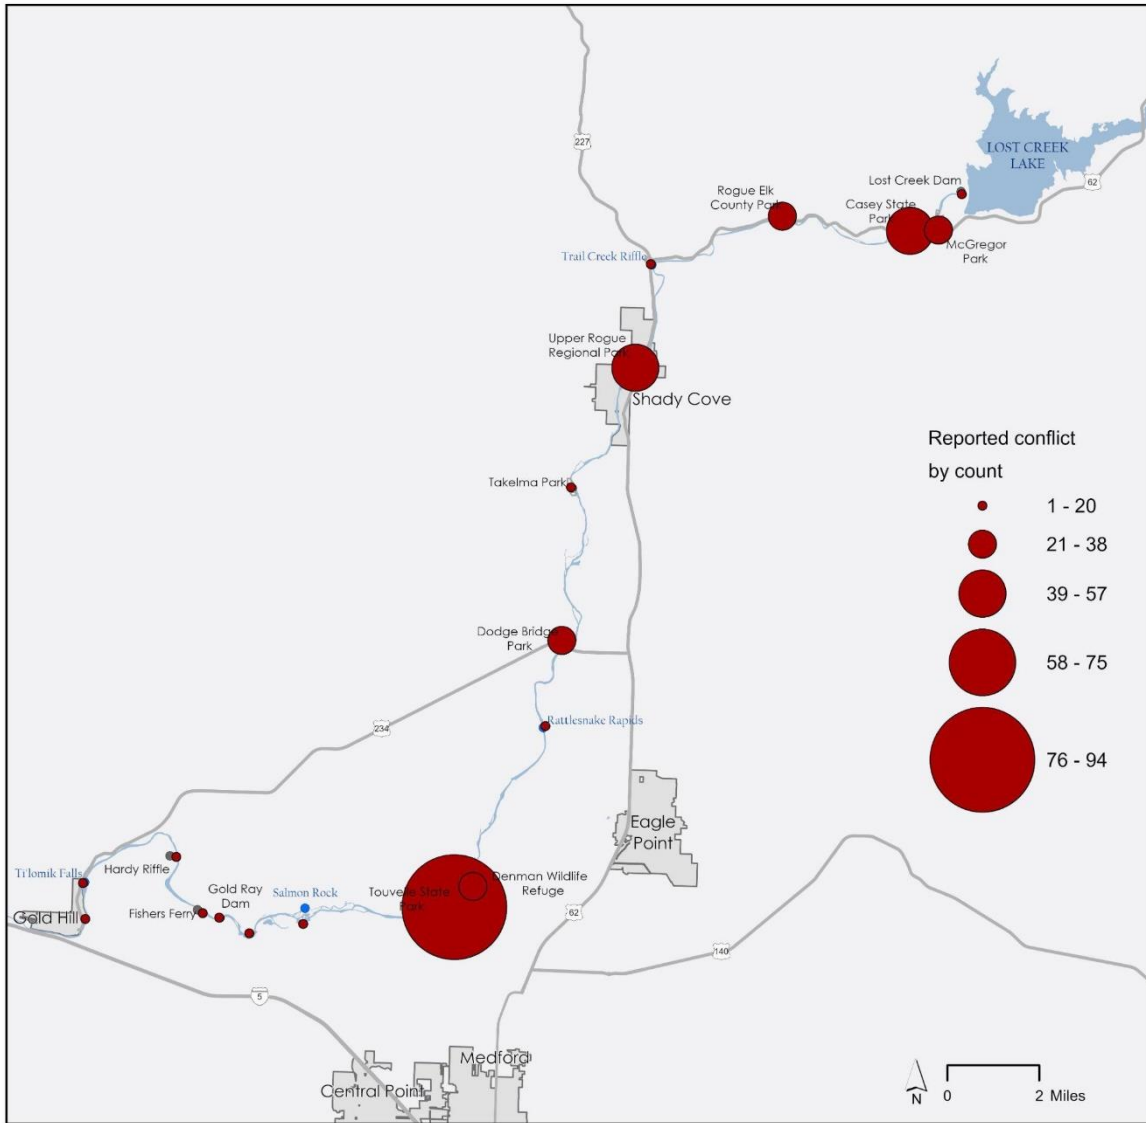 227
LOST CREEK
LAKE
62
Lost Creek Dam
Rogue Elk
County Park
Casey State
Park
McGregor
Park
Trail Creek Riffle
Upper Rogue
Regional Park
Shady Cove
Reported conflict
by count
1 - 20
21 - 38
39 - 57
58 - 75
76 - 94
Takelma Park
Dodge Bridge
Park
234
Rattlesnake Rapids
Eagle
Point
Hardy Riffle
Ti'lomik Falls
Gold Ray
Dam
Salmon Rock
Touvelle State
Park
Denman Wildlife
Refuge
Fishers Ferry
Gold Hill
62
140
5
Medford
Central Point
N
0
2 Miles